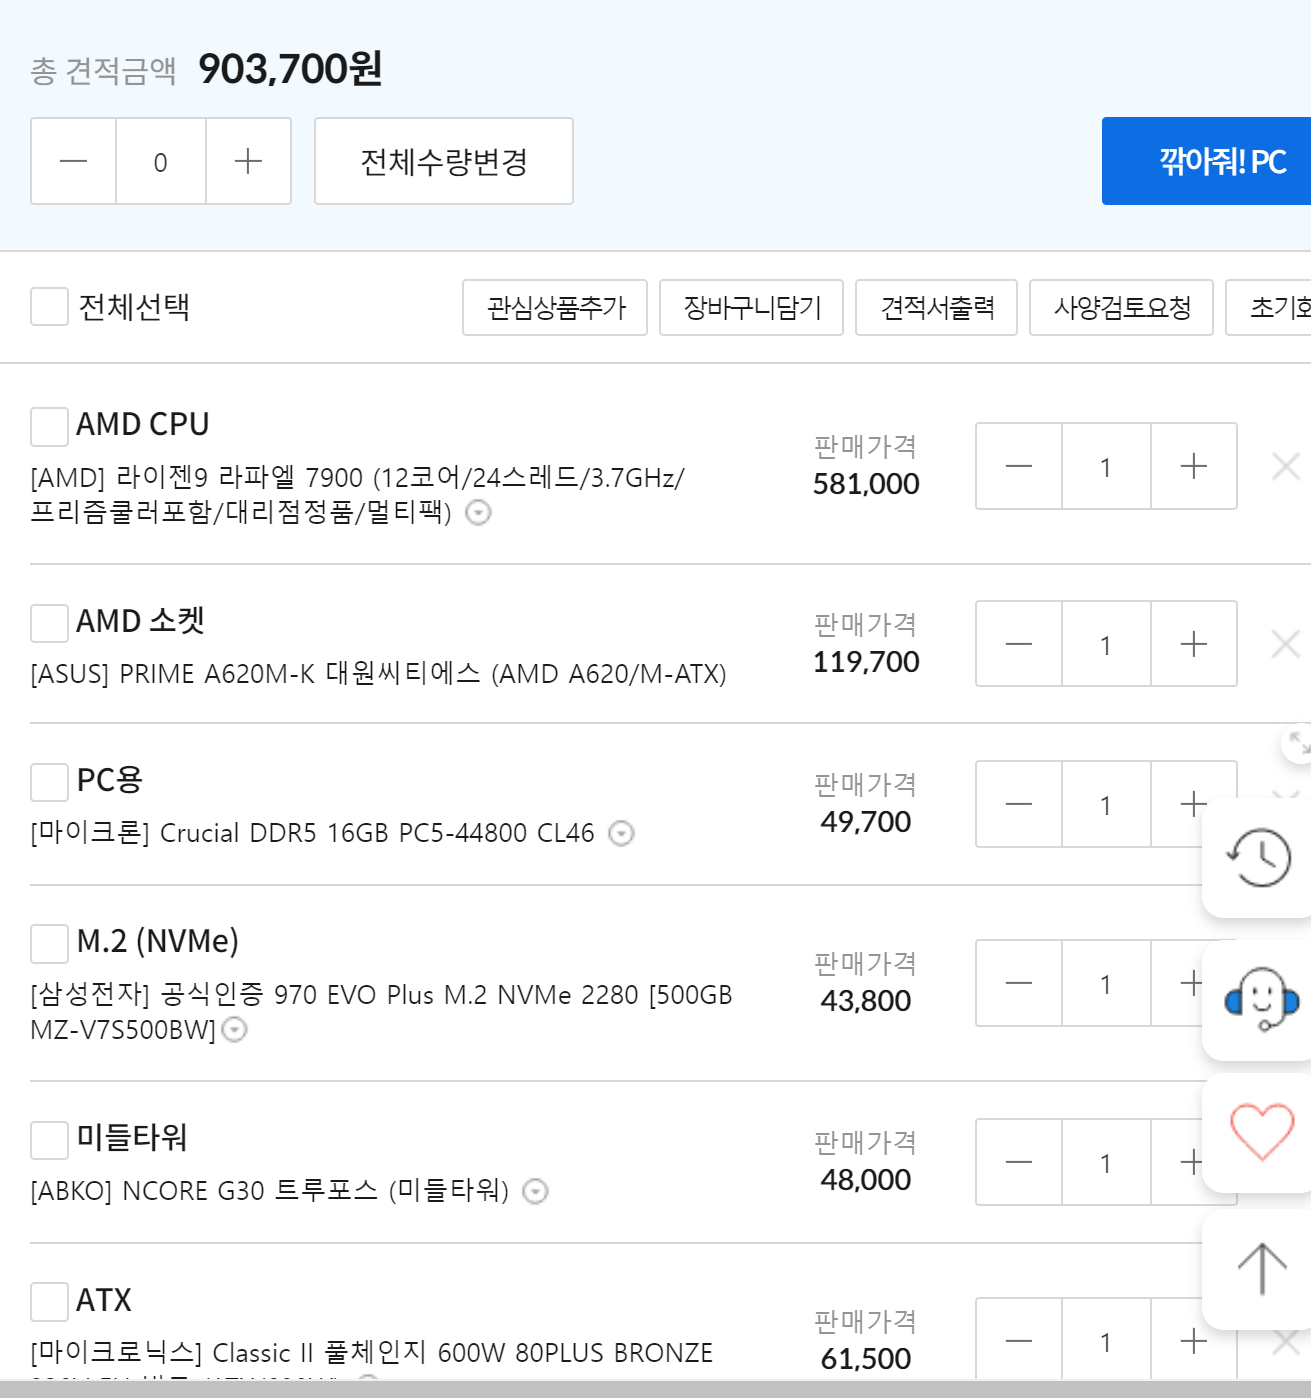 총 견적금액 903,700원
0 전체수량변경 깎아줘! PC
전체선택 관심상품추가 장바구니담기 견적서출력 사양검토요청
AMD CPU
[AMD] 라이젠9 라파엘 7900 (12코어/24스레드/3.7GHz/
프리즘쿨러포함/대리점정품/멀티팩)
판매가격
581,000
1
AMD 소켓
[ASUS] PRIME A620M-K 대원씨티에스 (AMD A620/M-ATX)
판매가격
119,700
1
PC용
[마이크론] Crucial DDR5 16GB PC5-44800 CL46
판매가격
49,700
1
M.2 (NVMe)
[삼성전자] 공식인증 970 EVO Plus M.2 NVMe 2280 [500GB
MZ-V7S500BW]
판매가격
43,800
1
미들타워
[ABKO] NCORE G30 트루포스 (미들타워)
판매가격
48,000
1
ATX
[마이크로닉스] Classic II 풀체인지 600W 80PLUS BRONZE
판매가격
61,500
1